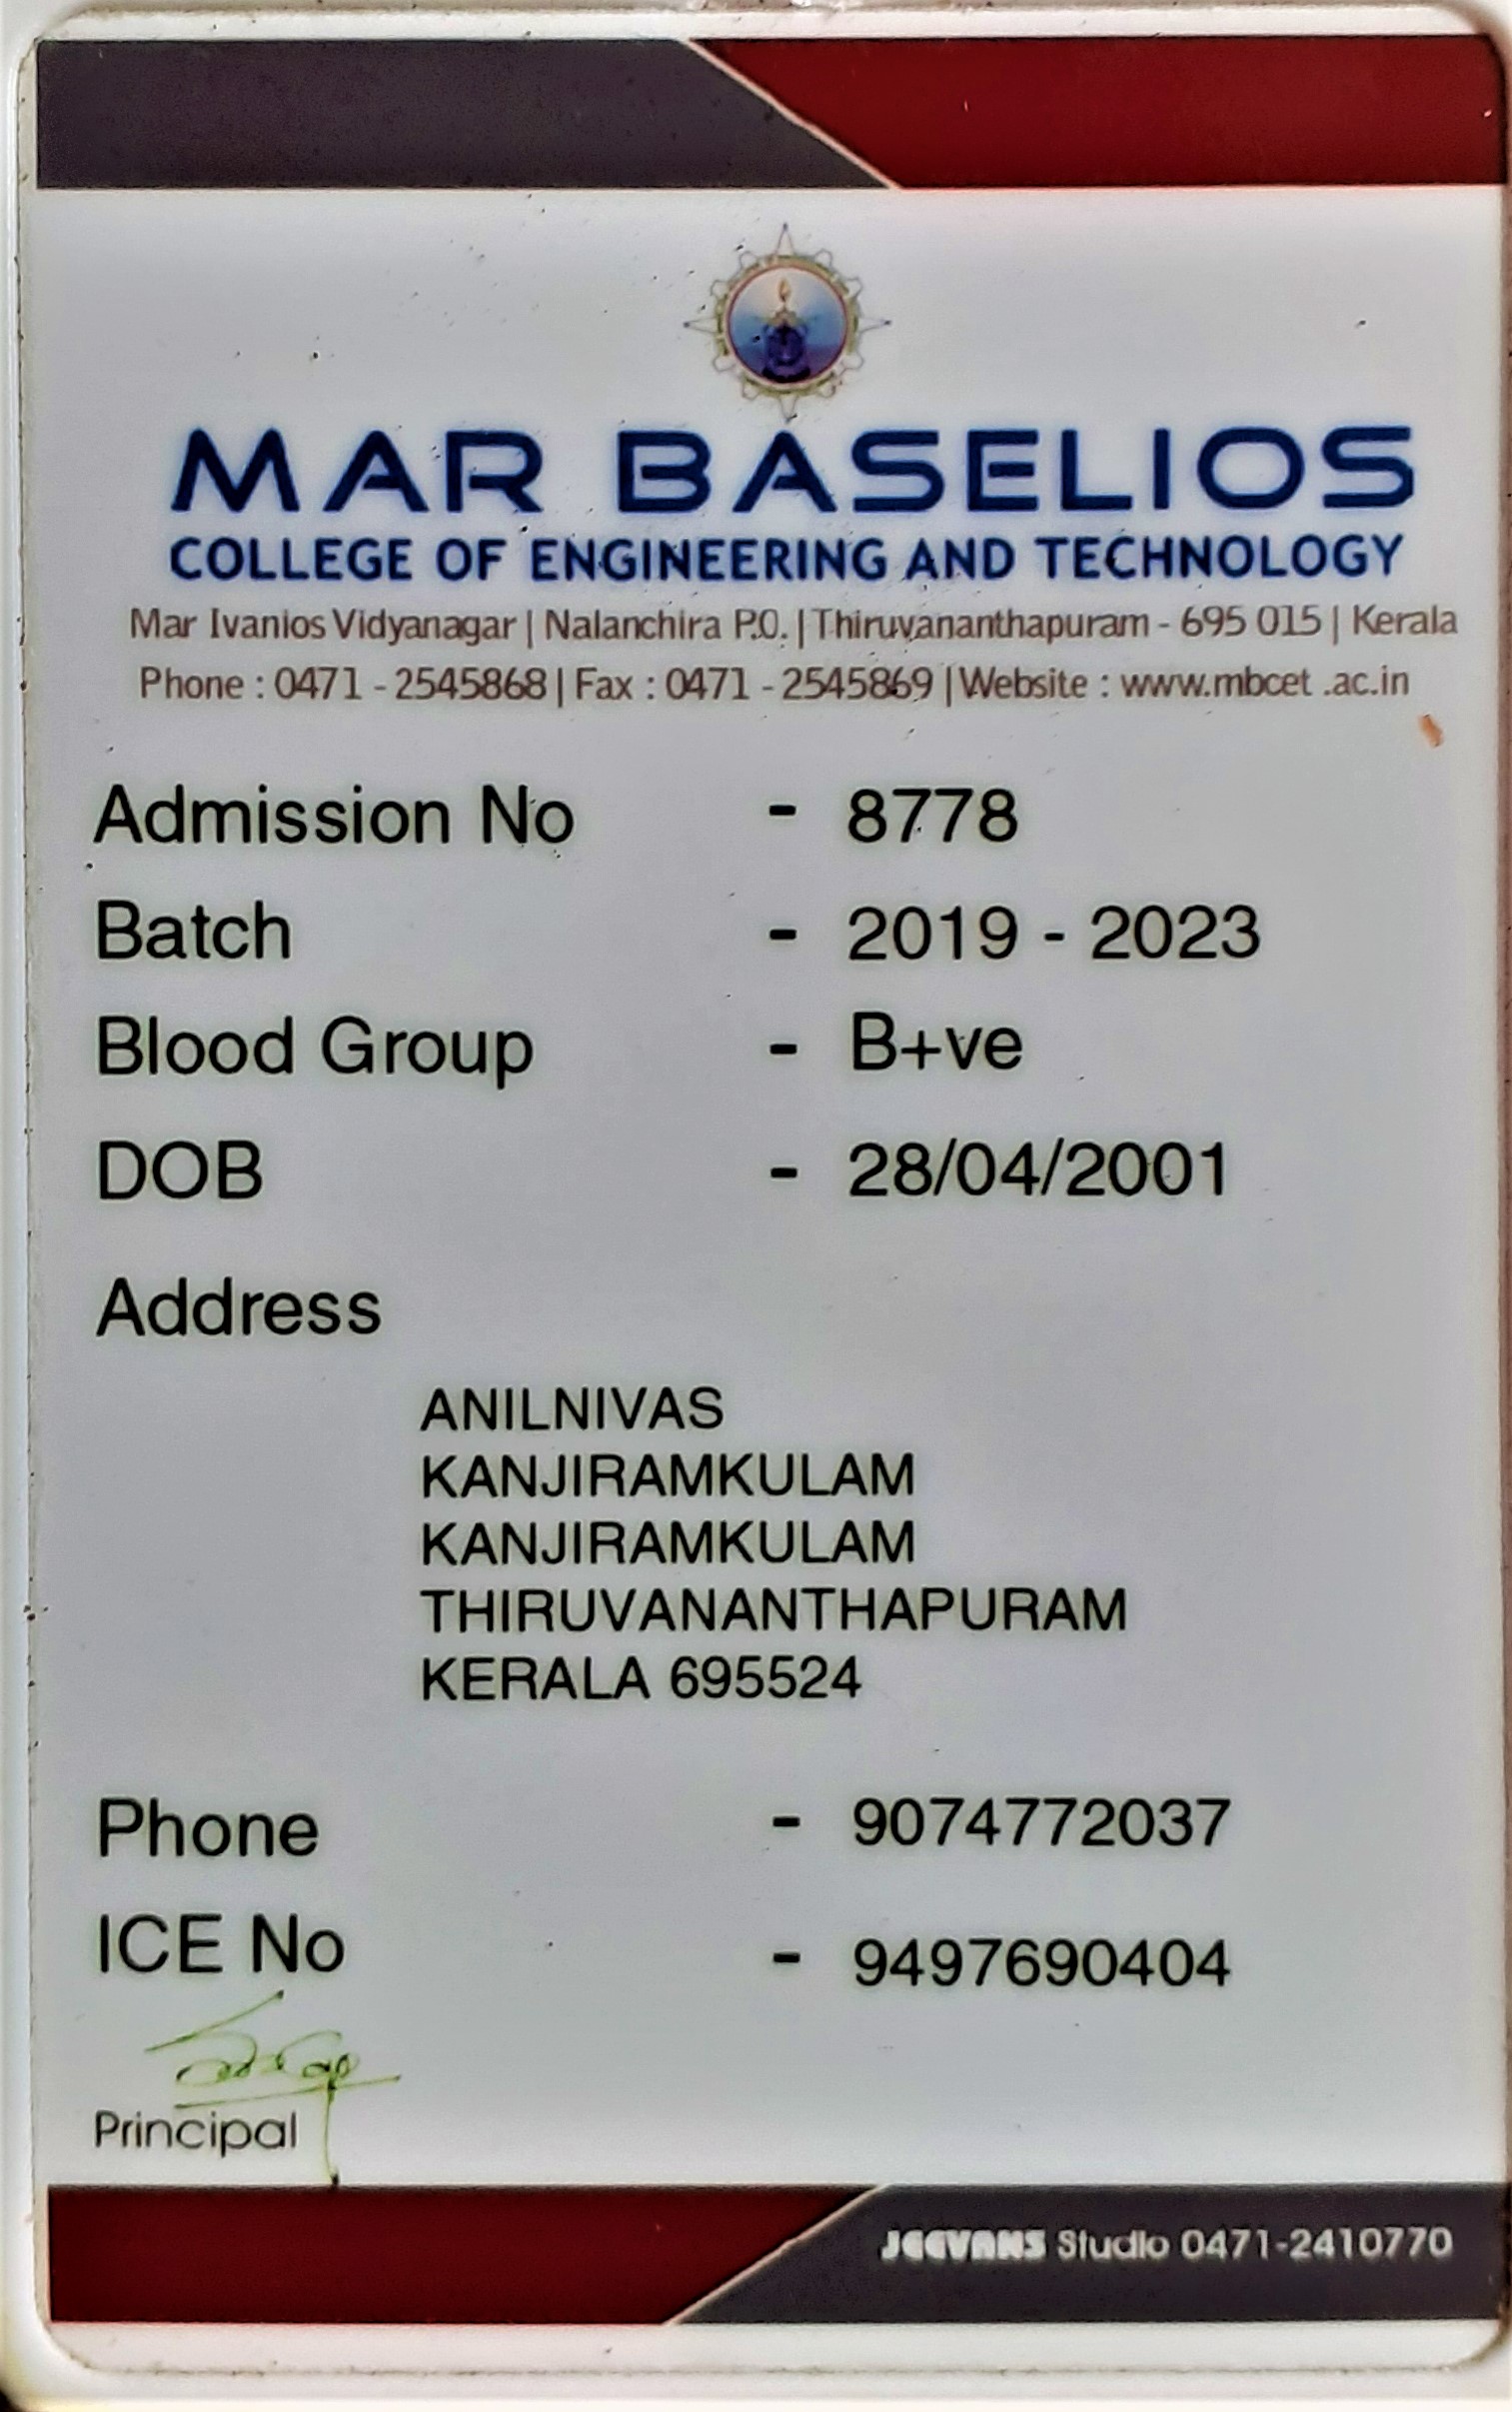 MAR BASELIOS
COLLEGE OF ENGINEERING AND TECHNOLOGY
Mar Ivanios Vidyanagar | Nalanchira P.O. | Thiruvananthapuram - 695 015 | Kerala
Phone : 0471 - 2545868 | Fax : 0471 - 2545869 | Website : www.mbcet .ac.in
Admission No - 8778
Batch - 2019 - 2023
Blood Group - B+ve
DOB - 28/04/2001
Address
ANILNIVAS
KANJIRAMKULAM
KANJIRAMKULAM
THIRUVANANTHAPURAM
KERALA 695524
Phone - 9074772037
ICE No - 9497690404
Principal
JEEVANS Studio 0471-2410770